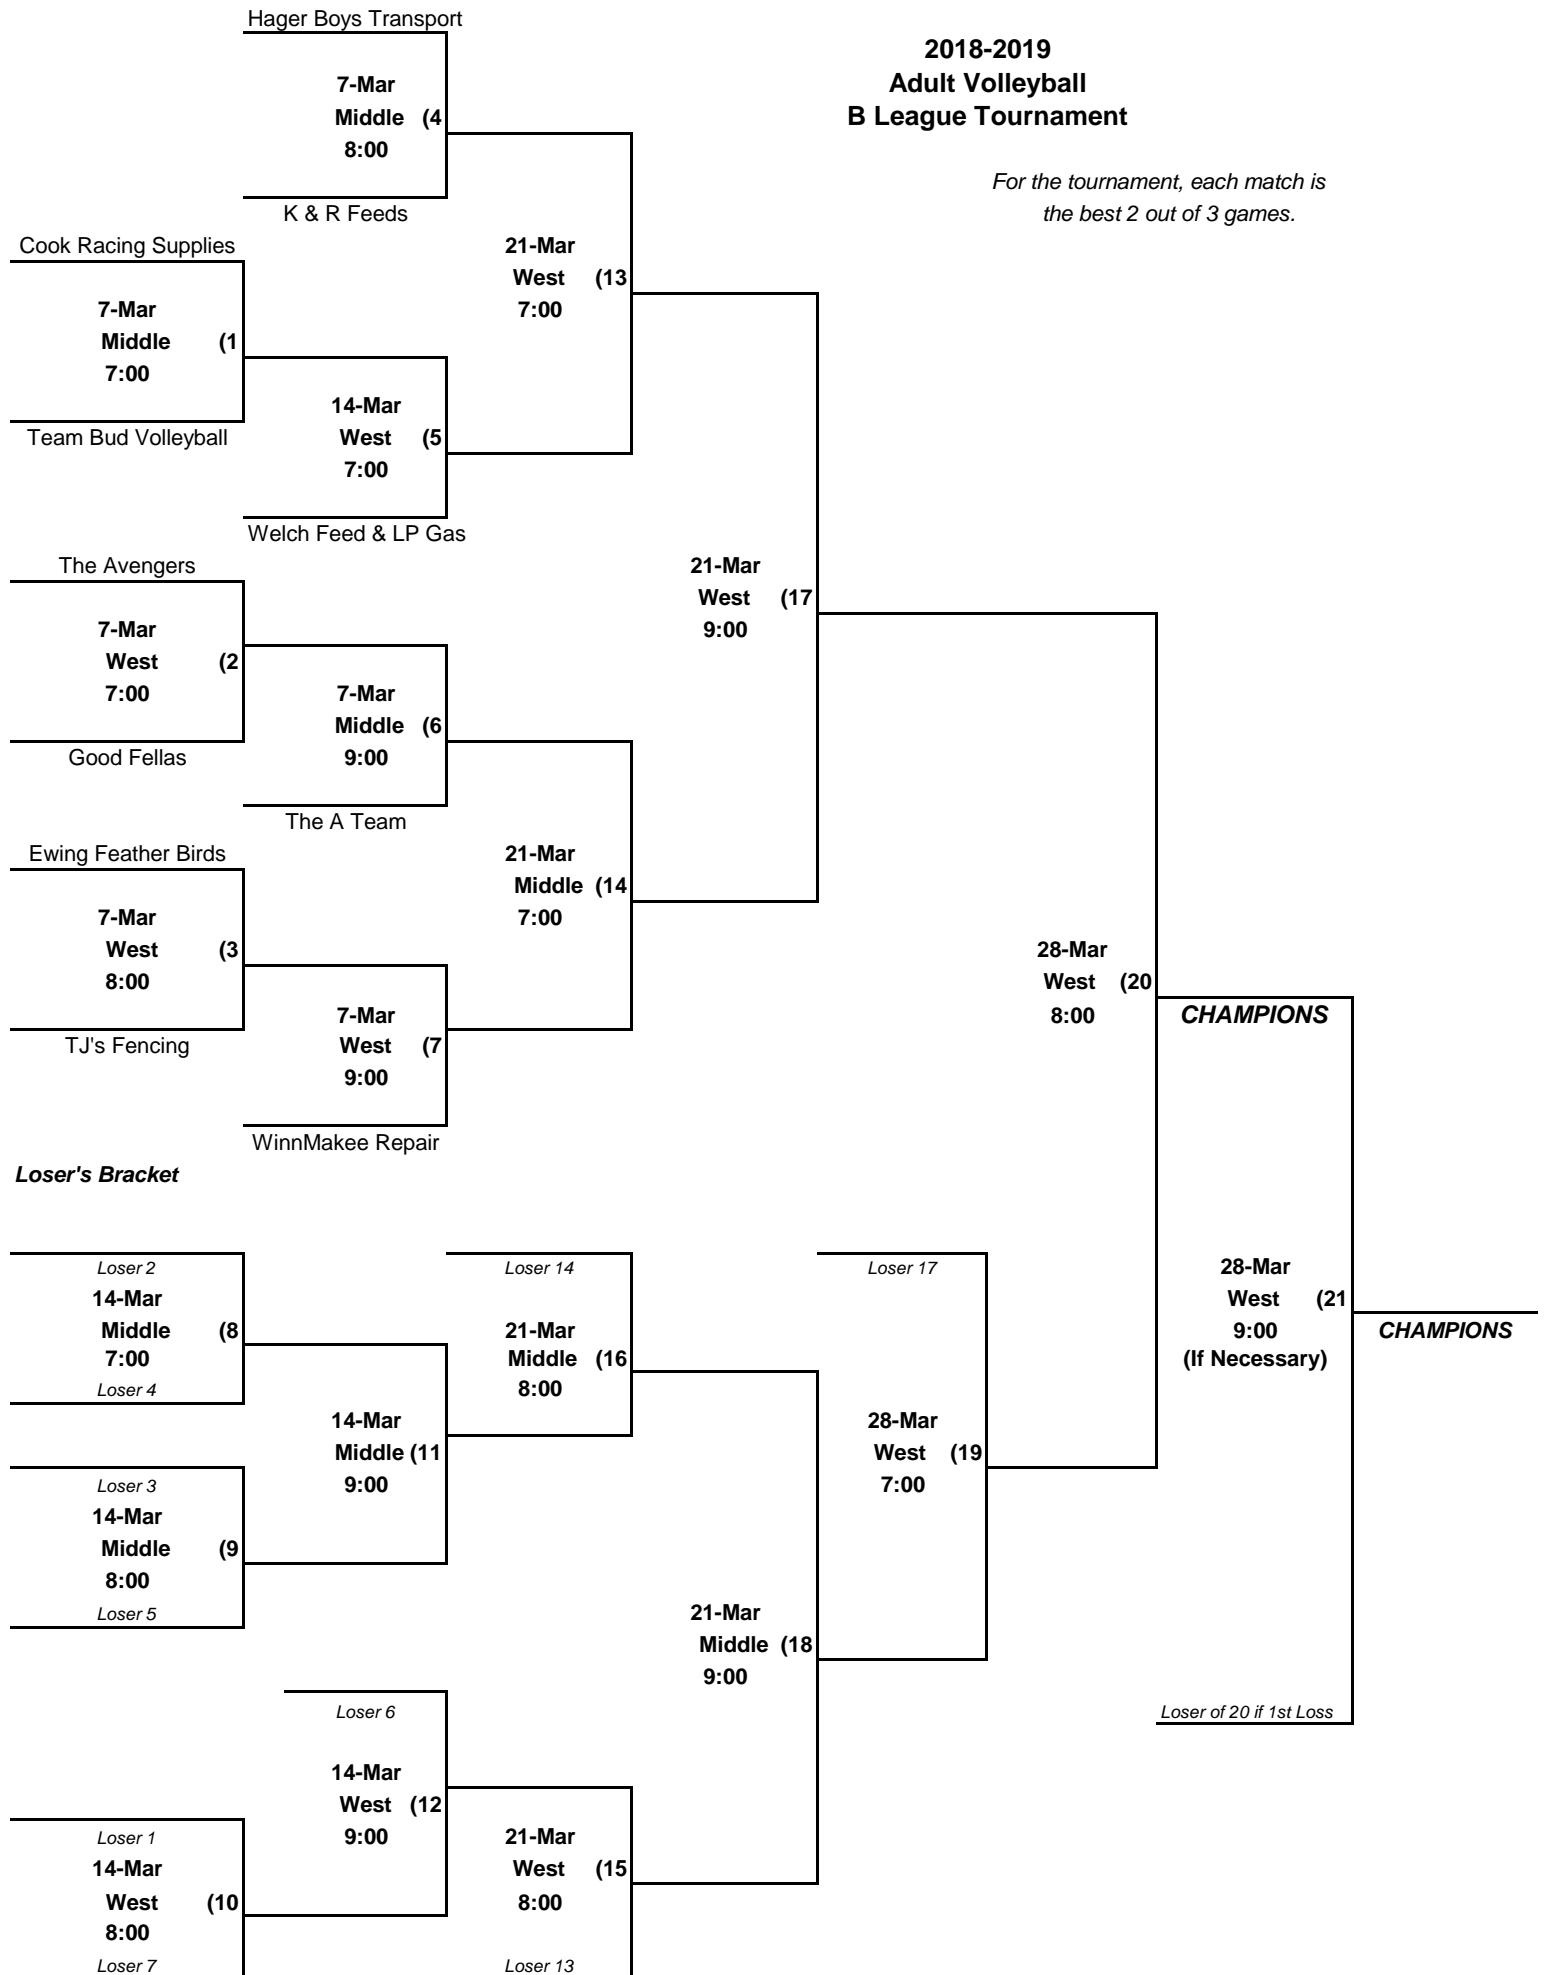 Hager Boys Transport
2018-2019
Adult Volleyball
B League Tournament
7-Mar
Middle (4
8:00
For the tournament, each match is
the best 2 out of 3 games.
K & R Feeds
Cook Racing Supplies
21-Mar
West (13
7:00
7-Mar
Middle (1
7:00
Team Bud Volleyball
14-Mar
West (5
7:00
Welch Feed & LP Gas
The Avengers
21-Mar
West (17
9:00
7-Mar
West (2
7:00
7-Mar
Middle (6
9:00
Good Fellas
The A Team
Ewing Feather Birds
21-Mar
Middle (14
7:00
7-Mar
West (3
8:00
28-Mar
West (20
8:00
CHAMPIONS
7-Mar
West (7
9:00
TJ's Fencing
WinnMakee Repair
Loser's Bracket
Loser 2
14-Mar
Middle (8
7:00
Loser 4
Loser 14
21-Mar
Middle (16
8:00
Loser 17
28-Mar
West (21
9:00
(If Necessary)
CHAMPIONS
14-Mar
Middle (11
9:00
28-Mar
West (19
7:00
Loser 3
14-Mar
Middle (9
8:00
Loser 5
21-Mar
Middle (18
9:00
Loser 6
Loser of 20 if 1st Loss
14-Mar
West (12
9:00
Loser 1
14-Mar
West (10
8:00
Loser 7
21-Mar
West (15
8:00
Loser 13